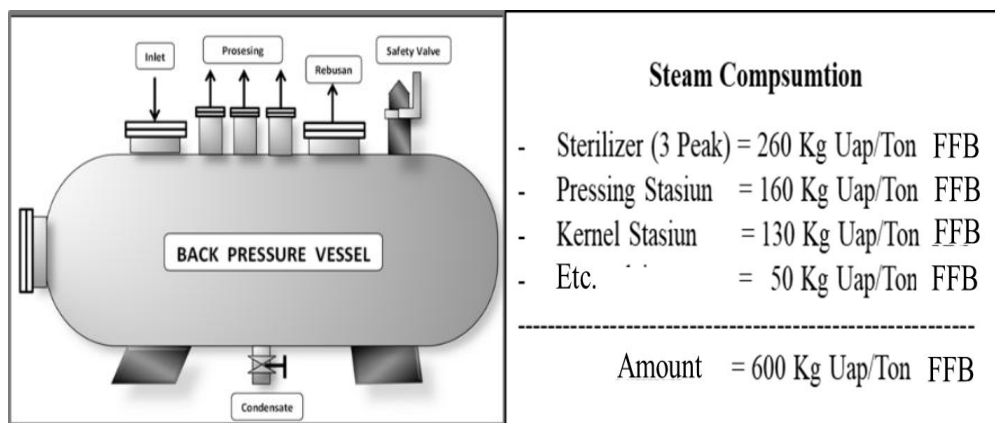 Inlet
Prosesing
Safety Valve
Rebusan
BACK PRESSURE VESSEL
Condensate
Steam Compsumtion
- Sterilizer (3 Peak) = 260 Kg Uap/Ton FFB
- Pressing Stasiun = 160 Kg Uap/Ton FFB
- Kernel Stasiun = 130 Kg Uap/Ton FFB
- Etc. = 50 Kg Uap/Ton FFB
Amount = 600 Kg Uap/Ton FFB